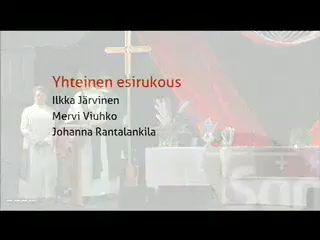 Yhteinen esirukous
Ilkka Järvinen
Mervi Viuhko
Johanna Rantalankila